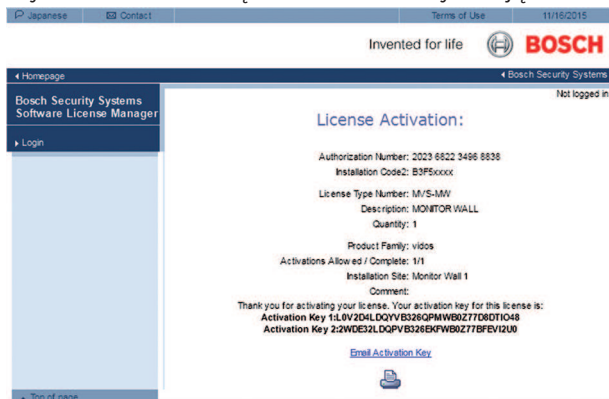 Japanese Contact Terms of Use 11/16/2015
Invented for life BOSCH
Homepage Bosch Security Systems
Bosch Security Systems
Software License Manager
Login
Not logged in
License Activation:
Authorization Number: 2023 6822 3496 8838
Installation Code2: B3F5xxxx
License Type Number: MVS-MW
Description: MONITOR WALL
Quantity: 1
Product Family: vidos
Activations Allowed / Complete: 1/1
Installation Site: Monitor Wall 1
Comment:
Thank you for activating your license. Your activation key for this license is:
Activation Key 1:L0V2D4LDQYVB326QPMWB0Z77D8DTIO48
Activation Key 2:2WDE32LDQPVB326EKFWB0Z77BFEVI2U0
Email Activation Key
Top of page